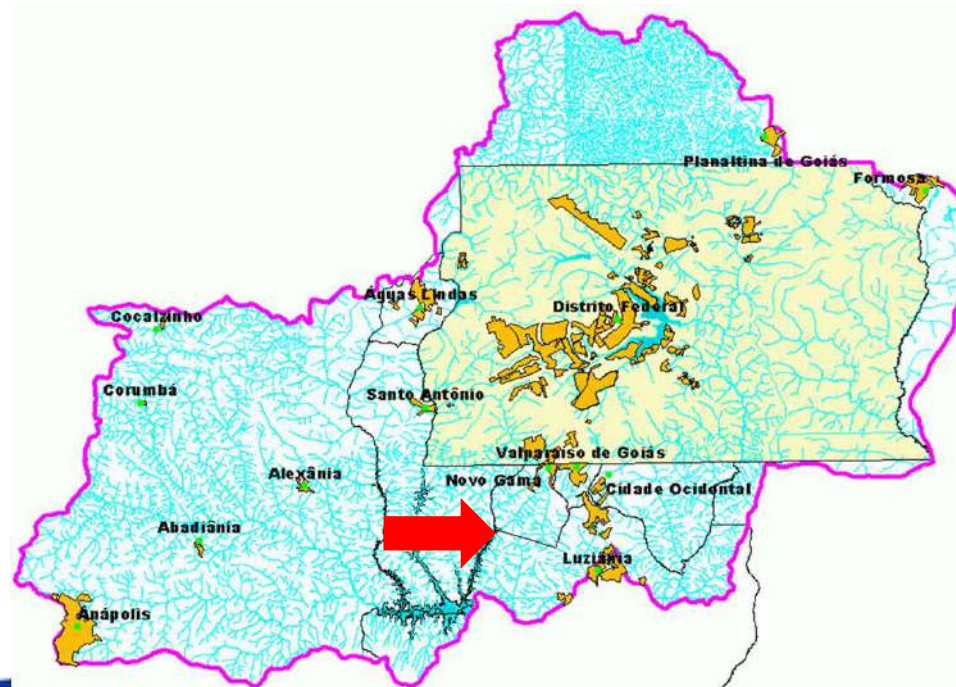 Planaltina de Goiás
Formosa
Águas Lindas
Distrito Federal
Cocalzinho
Corumbá
Santo Antônio
Valparaíso de Goiás
Alexânia
Novo Gama
Cidade Ocidental
Abadiânia
Luziânia
Anápolis